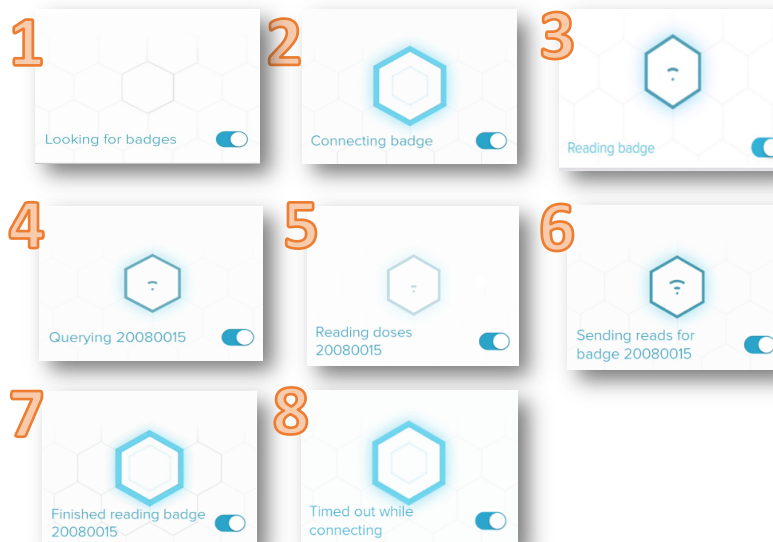 1
Looking for badges
2
Connecting badge
3
Reading badge
4
Querying 20080015
5
Reading doses
20080015
6
Sending reads for
badge 20080015
7
Finished reading badge
20080015
8
Timed out while
connecting